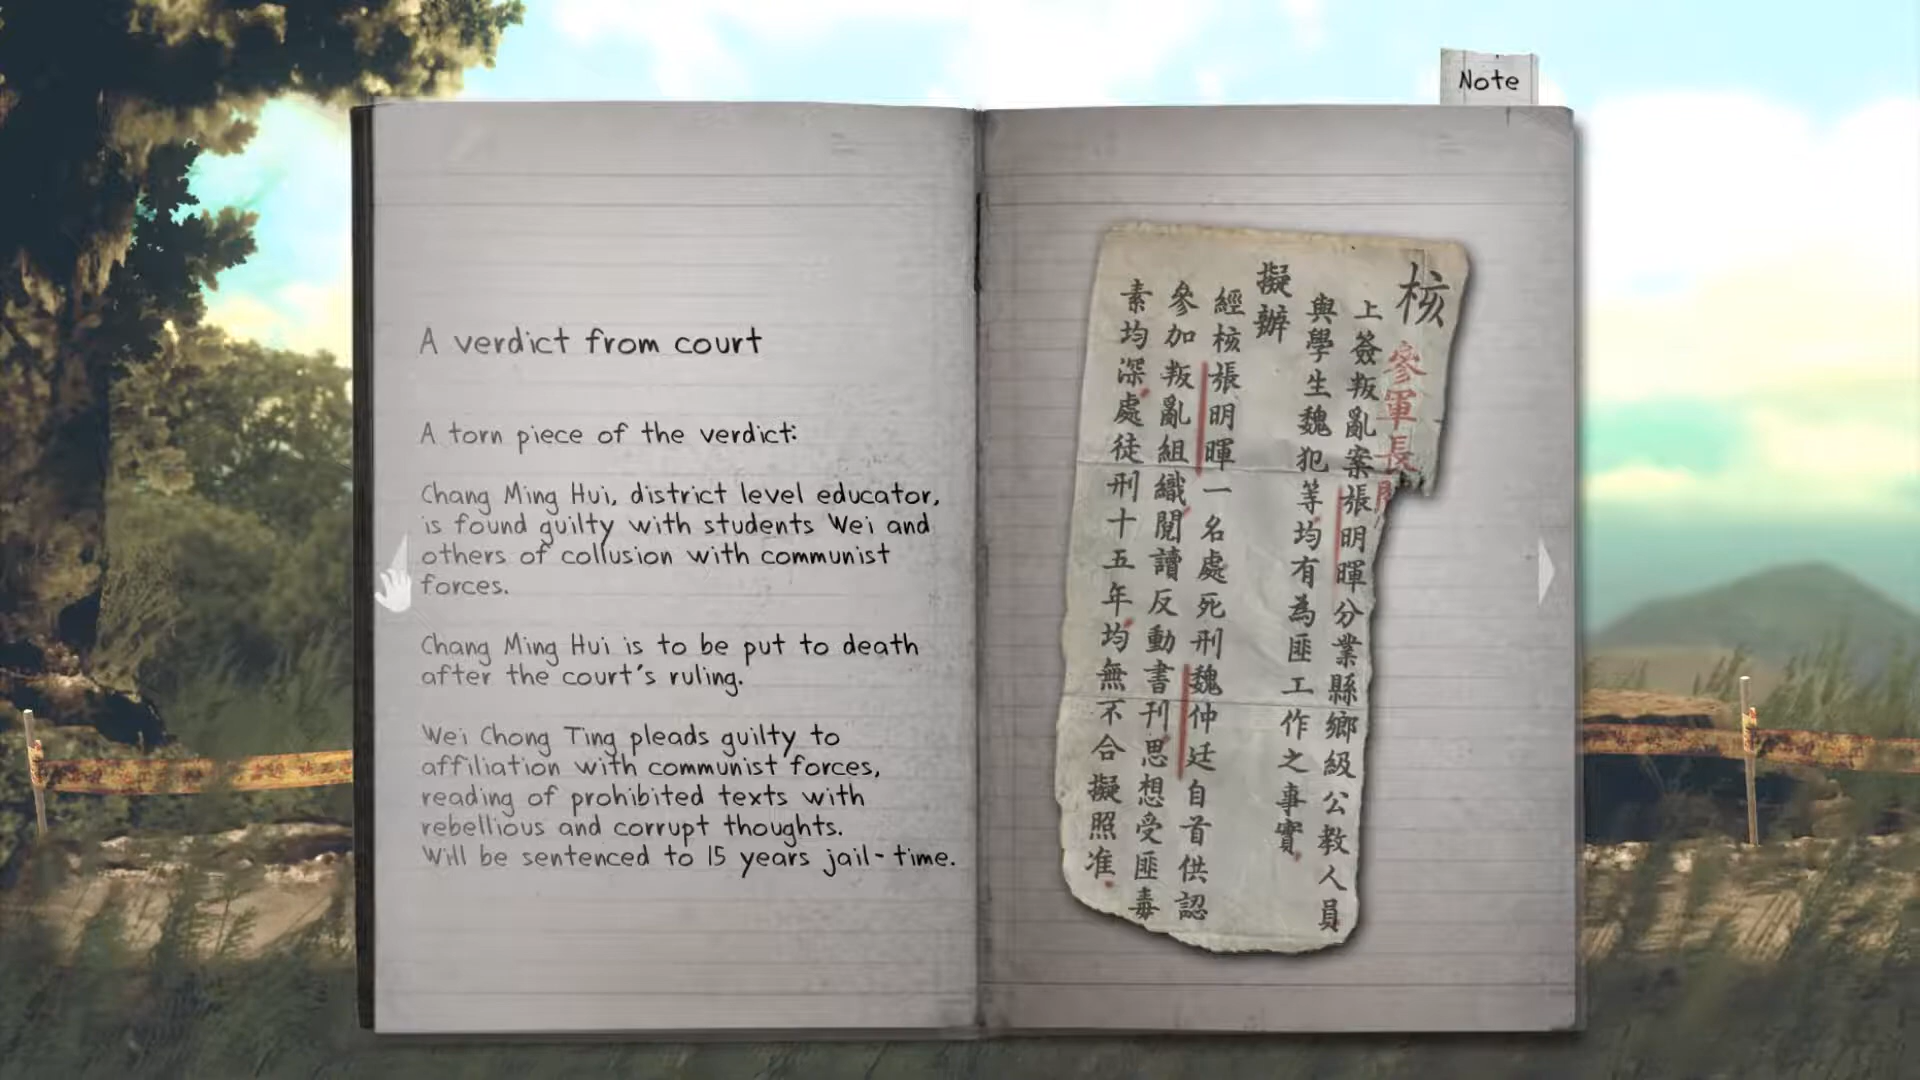 Note
A verdict from court
A torn piece of the verdict:
Chang Ming Hui, district level educator,
is found guilty with students Wei and
others of collusion with communist
forces.
Chang Ming Hui is to be put to death
after the court's ruling.
Wei Chong Ting pleads guilty to
affiliation with communist forces,
reading of prohibited texts with
rebellious and corrupt thoughts.
Will be sentenced to 15 years jail-time.
核
參軍長
上簽叛亂案張明暉分業縣鄉級公教人員
與學生魏犯等均有為匪工作之事實
擬辦
經核張明暉一名處死刑魏仲廷自首供認
參加叛亂組織閱讀反動書刊思想受匪毒
素均深處徒刑十五年均無不合擬照准